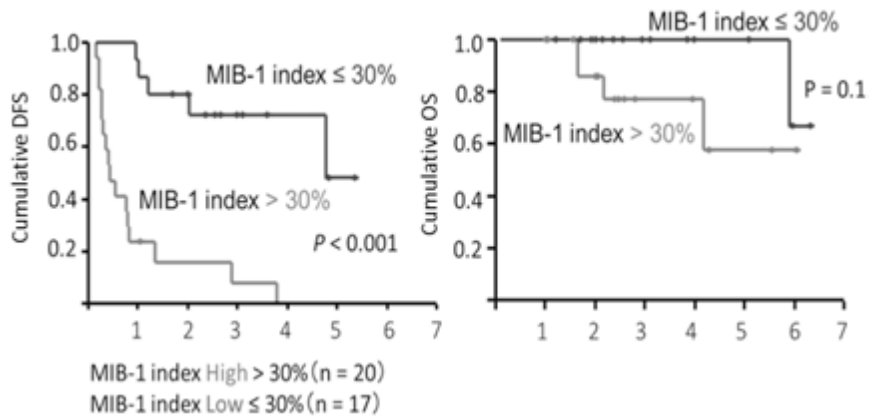 Cumulative DFS
1.0
0.8
0.6
0.4
0.2
MIB-1 index ≤ 30%
MIB-1 index > 30%
P < 0.001
1 2 3 4 5 6 7
Cumulative OS
1.0
0.8
0.6
0.4
0.2
MIB-1 index ≤ 30%
P = 0.1
MIB-1 index > 30%
1 2 3 4 5 6 7
MIB-1 index High > 30% (n = 20)
MIB-1 index Low ≤ 30% (n = 17)